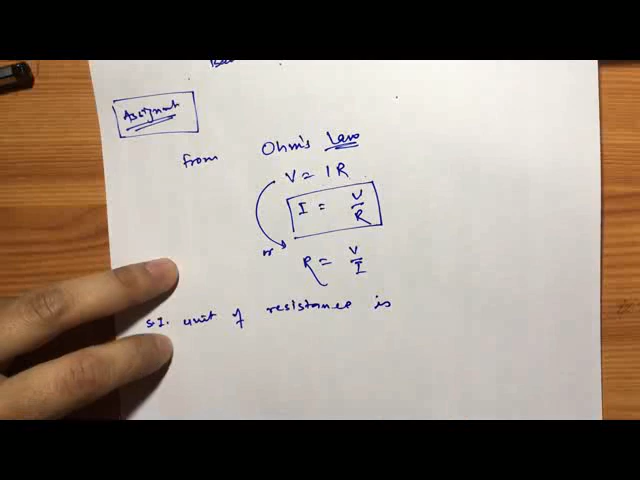 Assignment
from Ohm's Law
V = IR
I = V/R
or
R = V/I
S.I. unit of resistance is